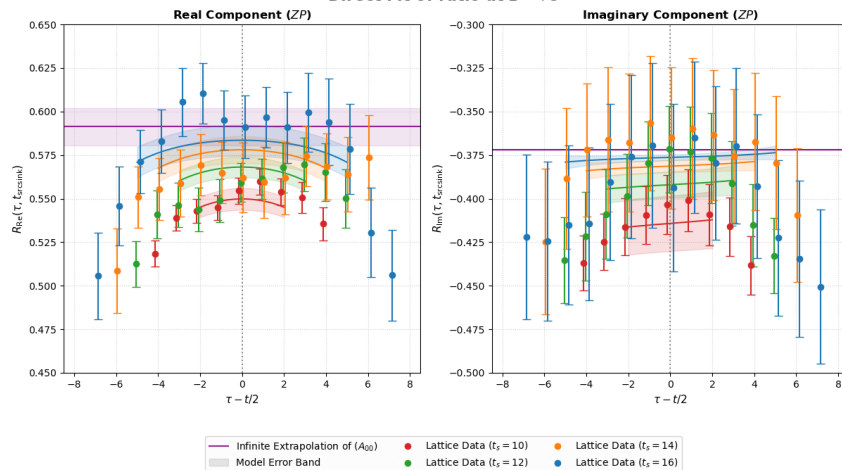 Real Component (ZP)
Imaginary Component (ZP)
R_Re(τ, t_arcsink)
0.650
0.625
0.600
0.575
0.550
0.525
0.500
0.475
0.450
−8 −6 −4 −2 0 2 4 6 8
τ − t/2
R_Im(τ, t_arcsink)
−0.300
−0.325
−0.350
−0.375
−0.400
−0.425
−0.450
−0.475
−0.500
−8 −6 −4 −2 0 2 4 6 8
τ − t/2
Infinite Extrapolation of (A₀₀)
Model Error Band
Lattice Data (t_s = 10)
Lattice Data (t_s = 12)
Lattice Data (t_s = 14)
Lattice Data (t_s = 16)